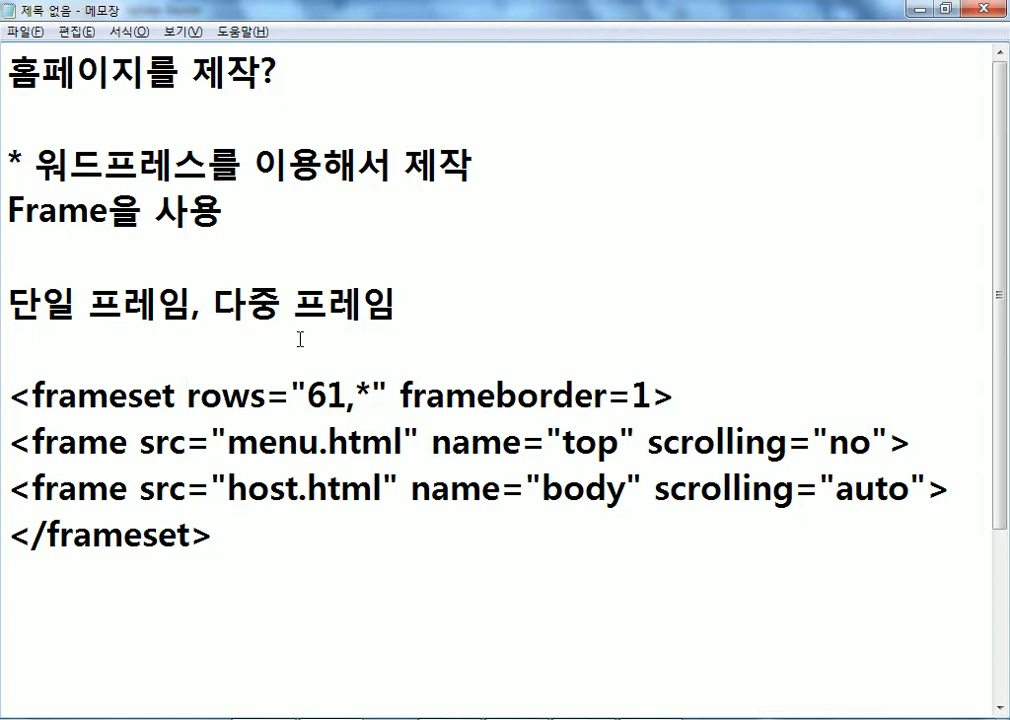 제목 없음 - 메모장
파일(F) 편집(E) 서식(O) 보기(V) 도움말(H)
홈페이지를 제작?
* 워드프레스를 이용해서 제작
Frame을 사용
단일 프레임, 다중 프레임
<frameset rows="61,*" frameborder=1>
<frame src="menu.html" name="top" scrolling="no">
<frame src="host.html" name="body" scrolling="auto">
</frameset>